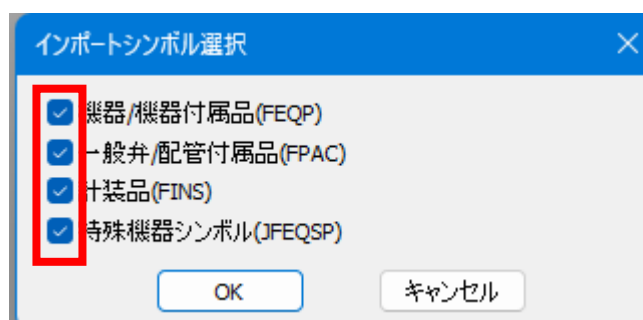 インポートシンボル選択
機器/機器付属品(FEQP)
一般弁/配管付属品(FPAC)
計装品(FINS)
特殊機器シンボル(JFEQSP)
OK
キャンセル